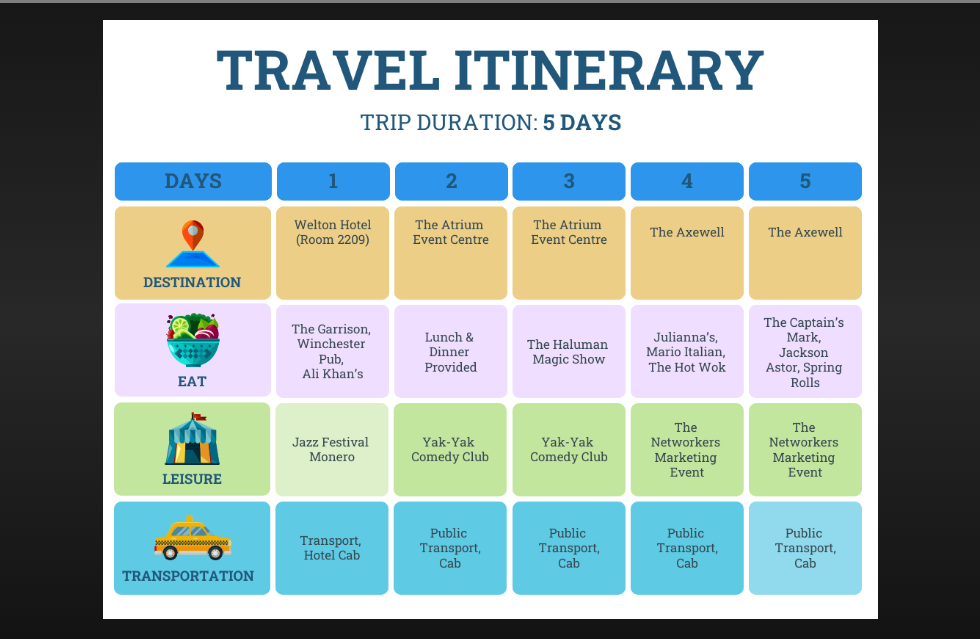 TRAVEL ITINERARY
TRIP DURATION: 5 DAYS
DAYS
1
2
3
4
5
DESTINATION
Welton Hotel
(Room 2209)
The Atrium
Event Centre
The Atrium
Event Centre
The Axewell
The Axewell
EAT
The Garrison,
Winchester
Pub,
Ali Khan's
Lunch &
Dinner
Provided
The Haluman
Magic Show
Julianna's,
Mario Italian,
The Hot Wok
The Captain's
Mark,
Jackson
Astor, Spring
Rolls
LEISURE
Jazz Festival
Monero
Yak-Yak
Comedy Club
Yak-Yak
Comedy Club
The
Networkers
Marketing
Event
The
Networkers
Marketing
Event
TRANSPORTATION
Transport,
Hotel Cab
Public
Transport,
Cab
Public
Transport,
Cab
Public
Transport,
Cab
Public
Transport,
Cab